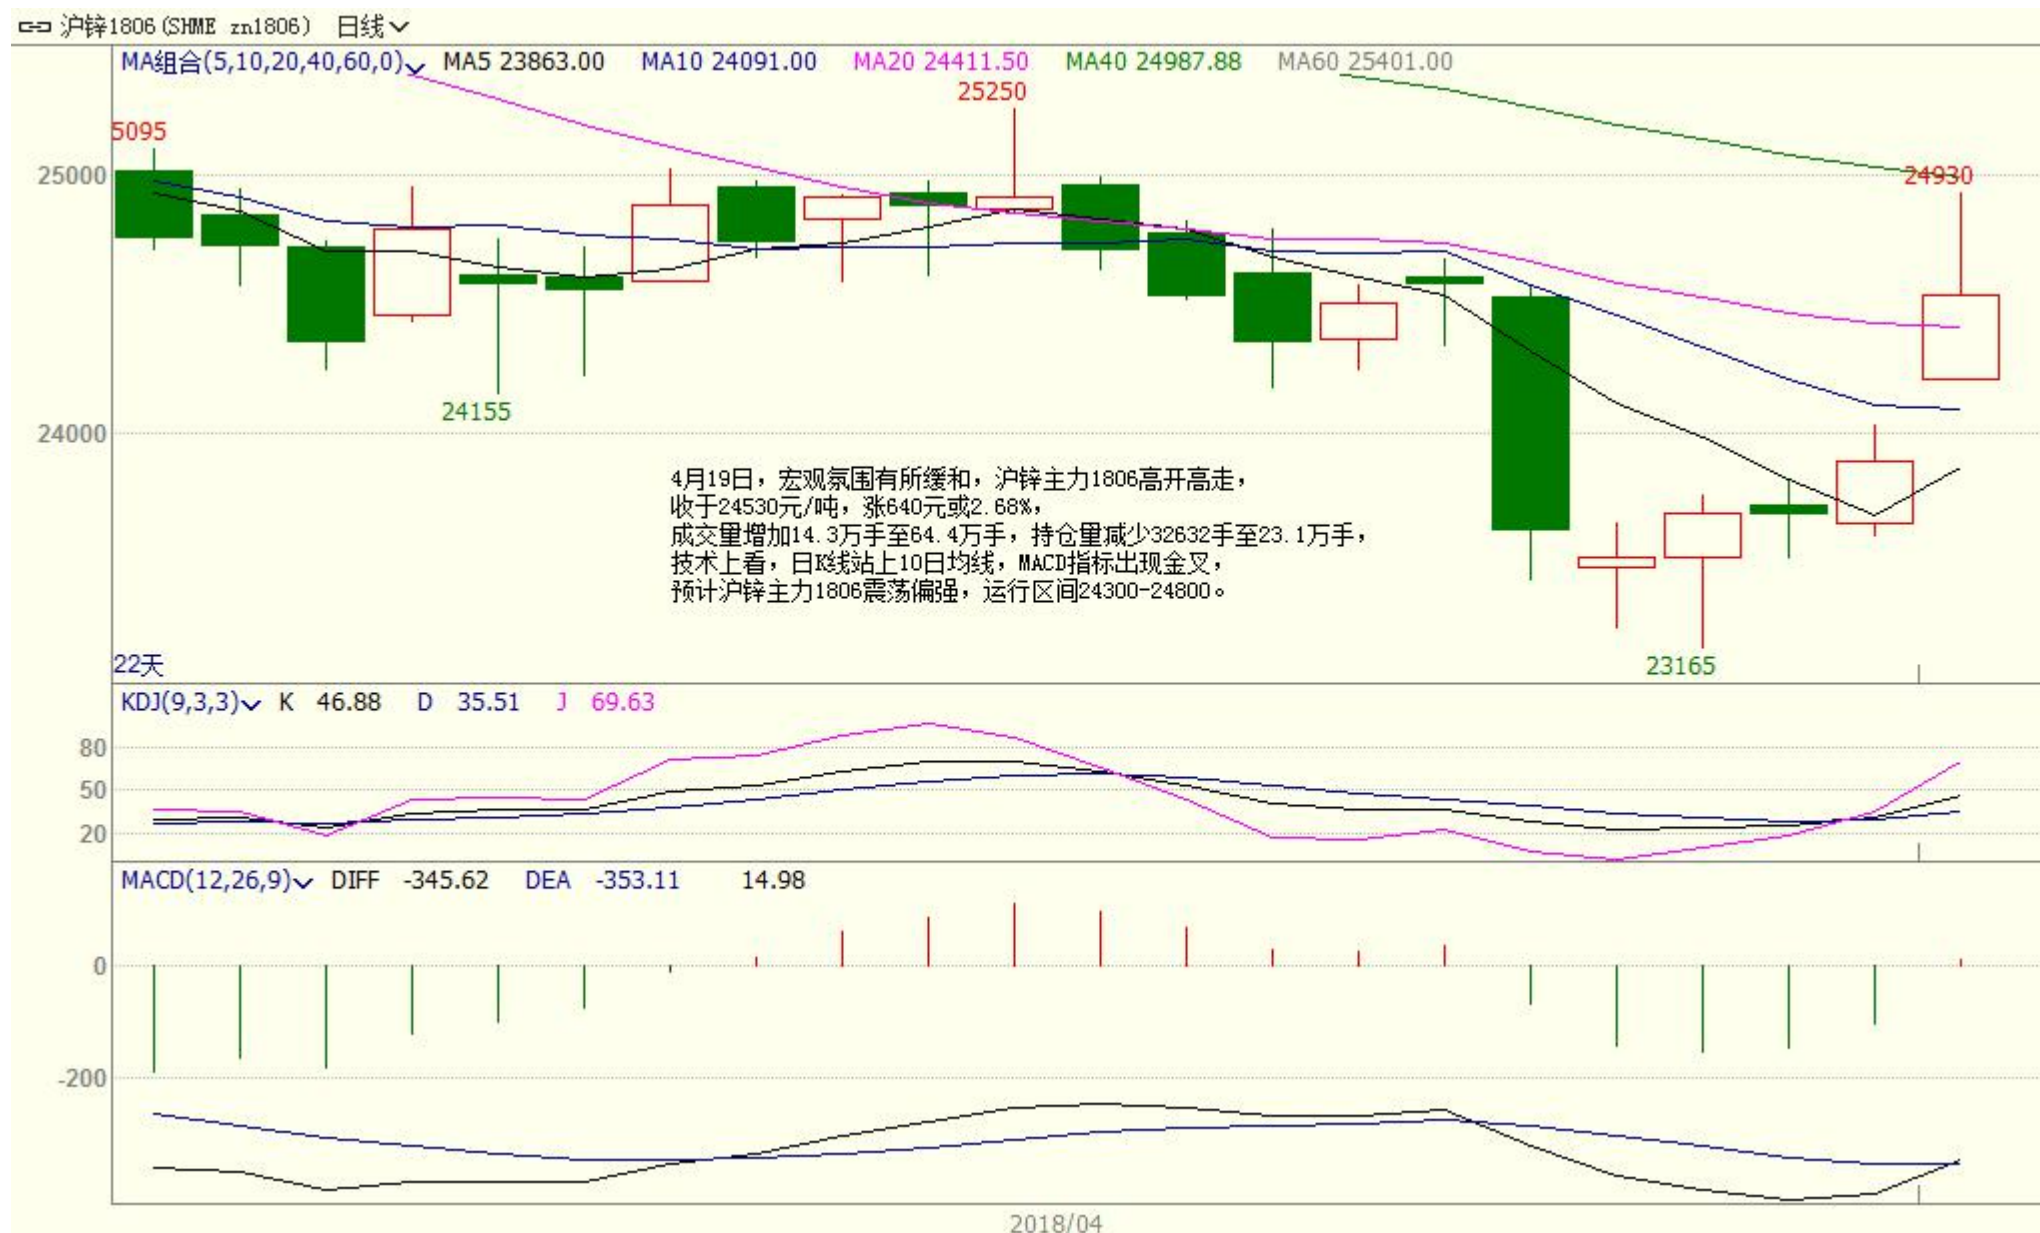 沪锌1806(SHME zn1806) 日线
MA组合(5,10,20,40,60,0) MA5 23863.00 MA10 24091.00 MA20 24411.50 MA40 24987.88 MA60 25401.00
25250
5095
25000
24930
24155
24000
4月19日，宏观氛围有所缓和，沪锌主力1806高开高走，
收于24530元/吨，涨640元或2.68%，
成交量增加14.3万手至64.4万手，持仓量减少32632手至23.1万手，
技术上看，日K线站上10日均线，MACD指标出现金叉，
预计沪锌主力1806震荡偏强，运行区间24300-24800。
22天
23165
KDJ(9,3,3) K 46.88 D 35.51 J 69.63
80
50
20
MACD(12,26,9) DIFF -345.62 DEA -353.11 14.98
0
-200
2018/04